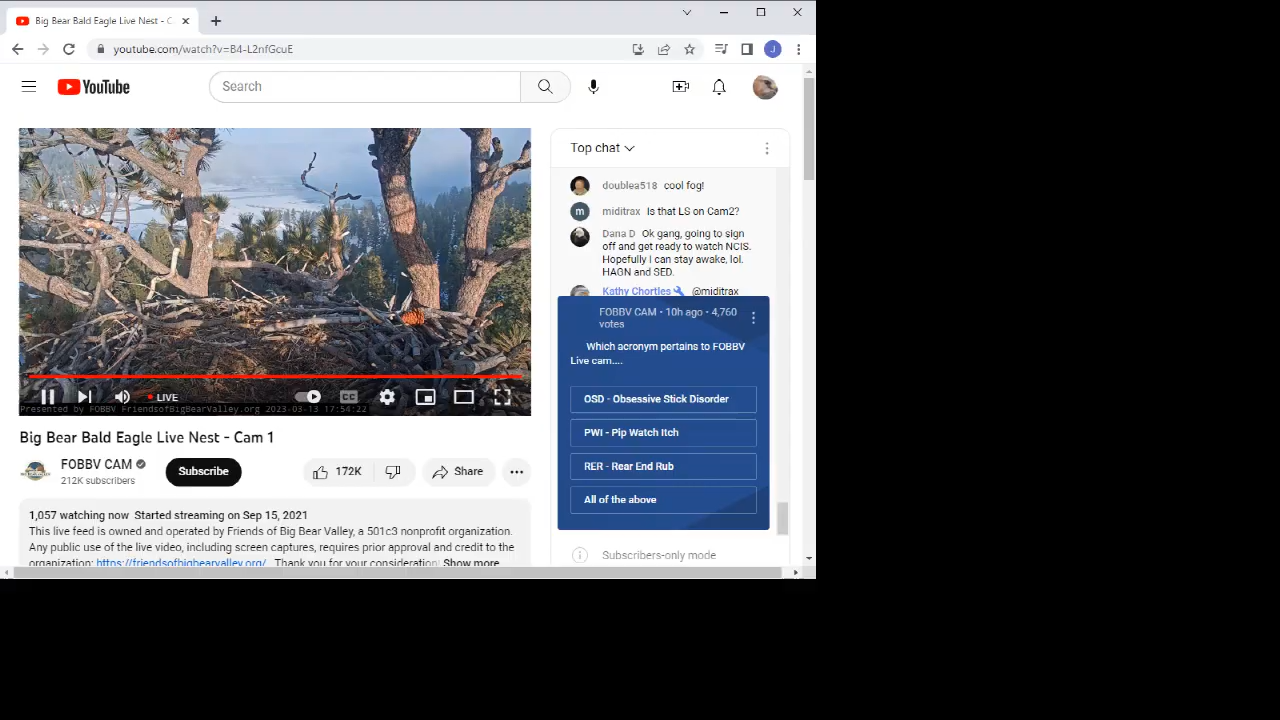 Big Bear Bald Eagle Live Nest - C
youtube.com/watch?v=B4-L2nfGcuE
J
YouTube
Search
LIVE
Presented by FOBBV FriendsofBigBearValley.org 2023-03-13 17:54:22
Big Bear Bald Eagle Live Nest - Cam 1
FOBBV CAM
212K subscribers
Subscribe
172K
Share
1,057 watching now Started streaming on Sep 15, 2021
This live feed is owned and operated by Friends of Big Bear Valley, a 501c3 nonprofit organization.
Any public use of the live video, including screen captures, requires prior approval and credit to the
organization: https://friendsofbigbearvalley.org/ Thank you for your consideration! Show more
Top chat
doublea518 cool fog!
m
miditrax Is that LS on Cam2?
Dana D Ok gang, going to sign
off and get ready to watch NCIS.
Hopefully I can stay awake, lol.
HAGN and SED.
Kathy Chortles @miditrax
FOBBV CAM • 10h ago • 4,760
votes
Which acronym pertains to FOBBV
Live cam....
OSD - Obsessive Stick Disorder
PWI - Pip Watch Itch
RER - Rear End Rub
All of the above
Subscribers-only mode